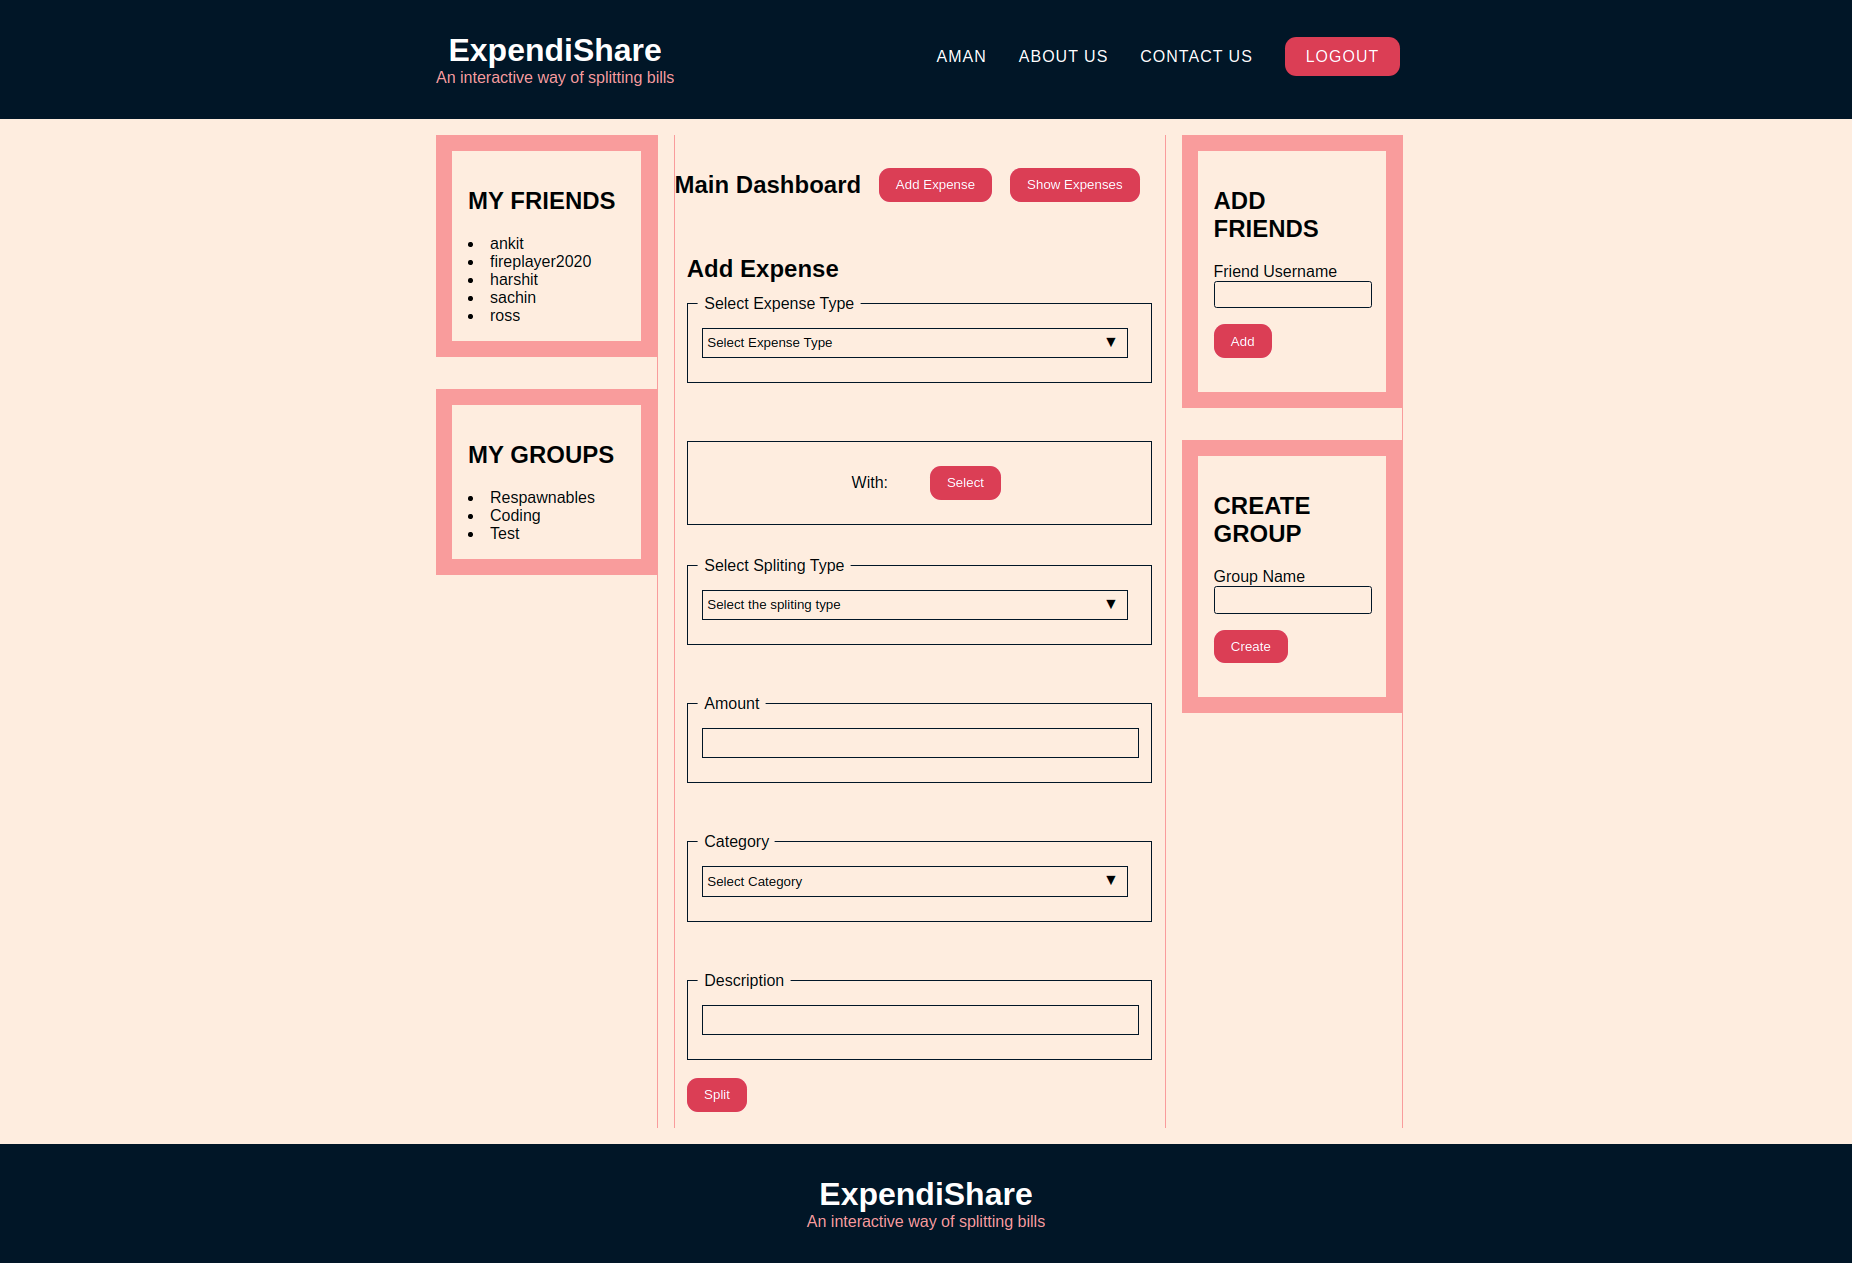 ExpendiShare
An interactive way of splitting bills
AMAN
ABOUT US
CONTACT US
LOGOUT
MY FRIENDS
ankit
fireplayer2020
harshit
sachin
ross
MY GROUPS
Respawnables
Coding
Test
Main Dashboard
Add Expense
Show Expenses
Add Expense
Select Expense Type
Select Expense Type
With:
Select
Select Spliting Type
Select the spliting type
Amount
Category
Select Category
Description
Split
ADD
FRIENDS
Friend Username
Add
CREATE
GROUP
Group Name
Create
ExpendiShare
An interactive way of splitting bills